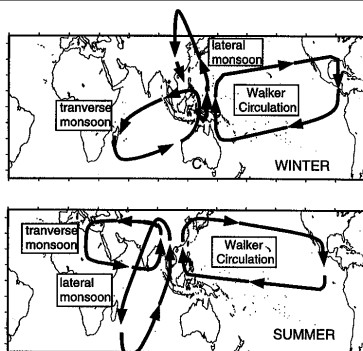 lateral
monsoon
tranverse
monsoon
Walker
Circulation
WINTER
tranverse
monsoon
Walker
Circulation
lateral
monsoon
SUMMER